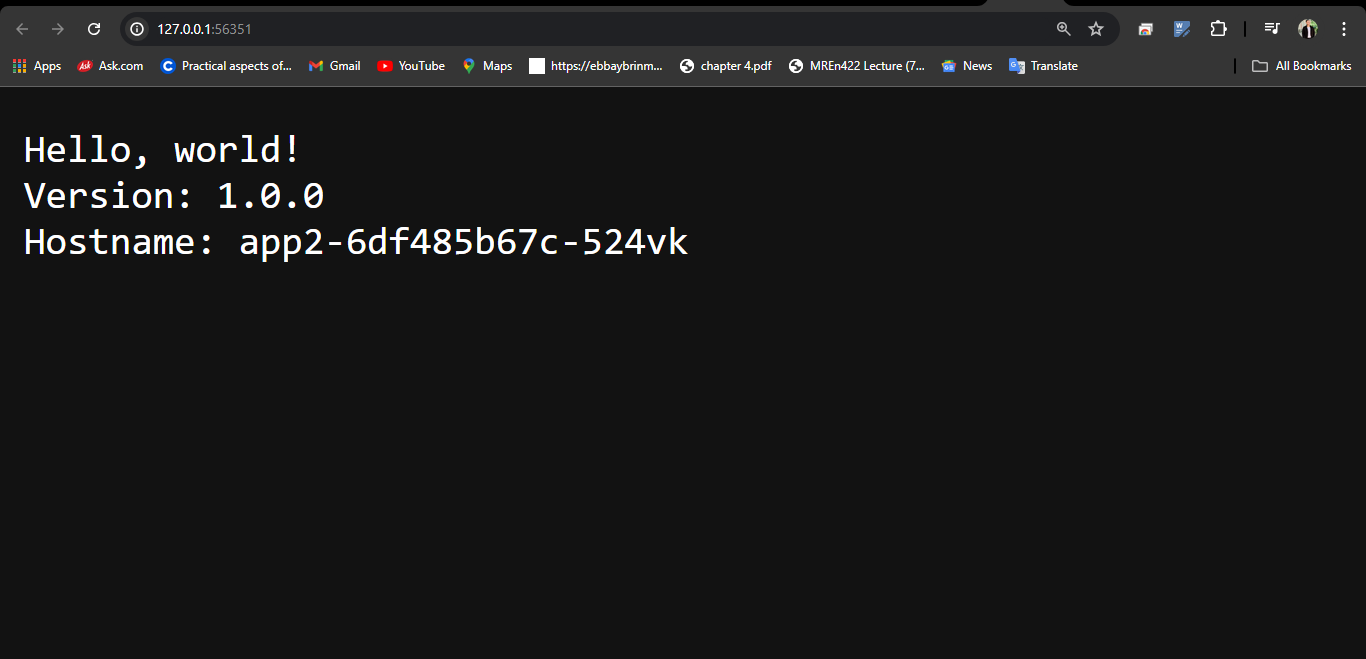 127.0.0.1:56351
Apps
Ask Ask.com
Practical aspects of...
Gmail
YouTube
Maps
https://ebbaybrinm...
chapter 4.pdf
MREn422 Lecture (7...
News
Translate
All Bookmarks
Hello, world!
Version: 1.0.0
Hostname: app2-6df485b67c-524vk